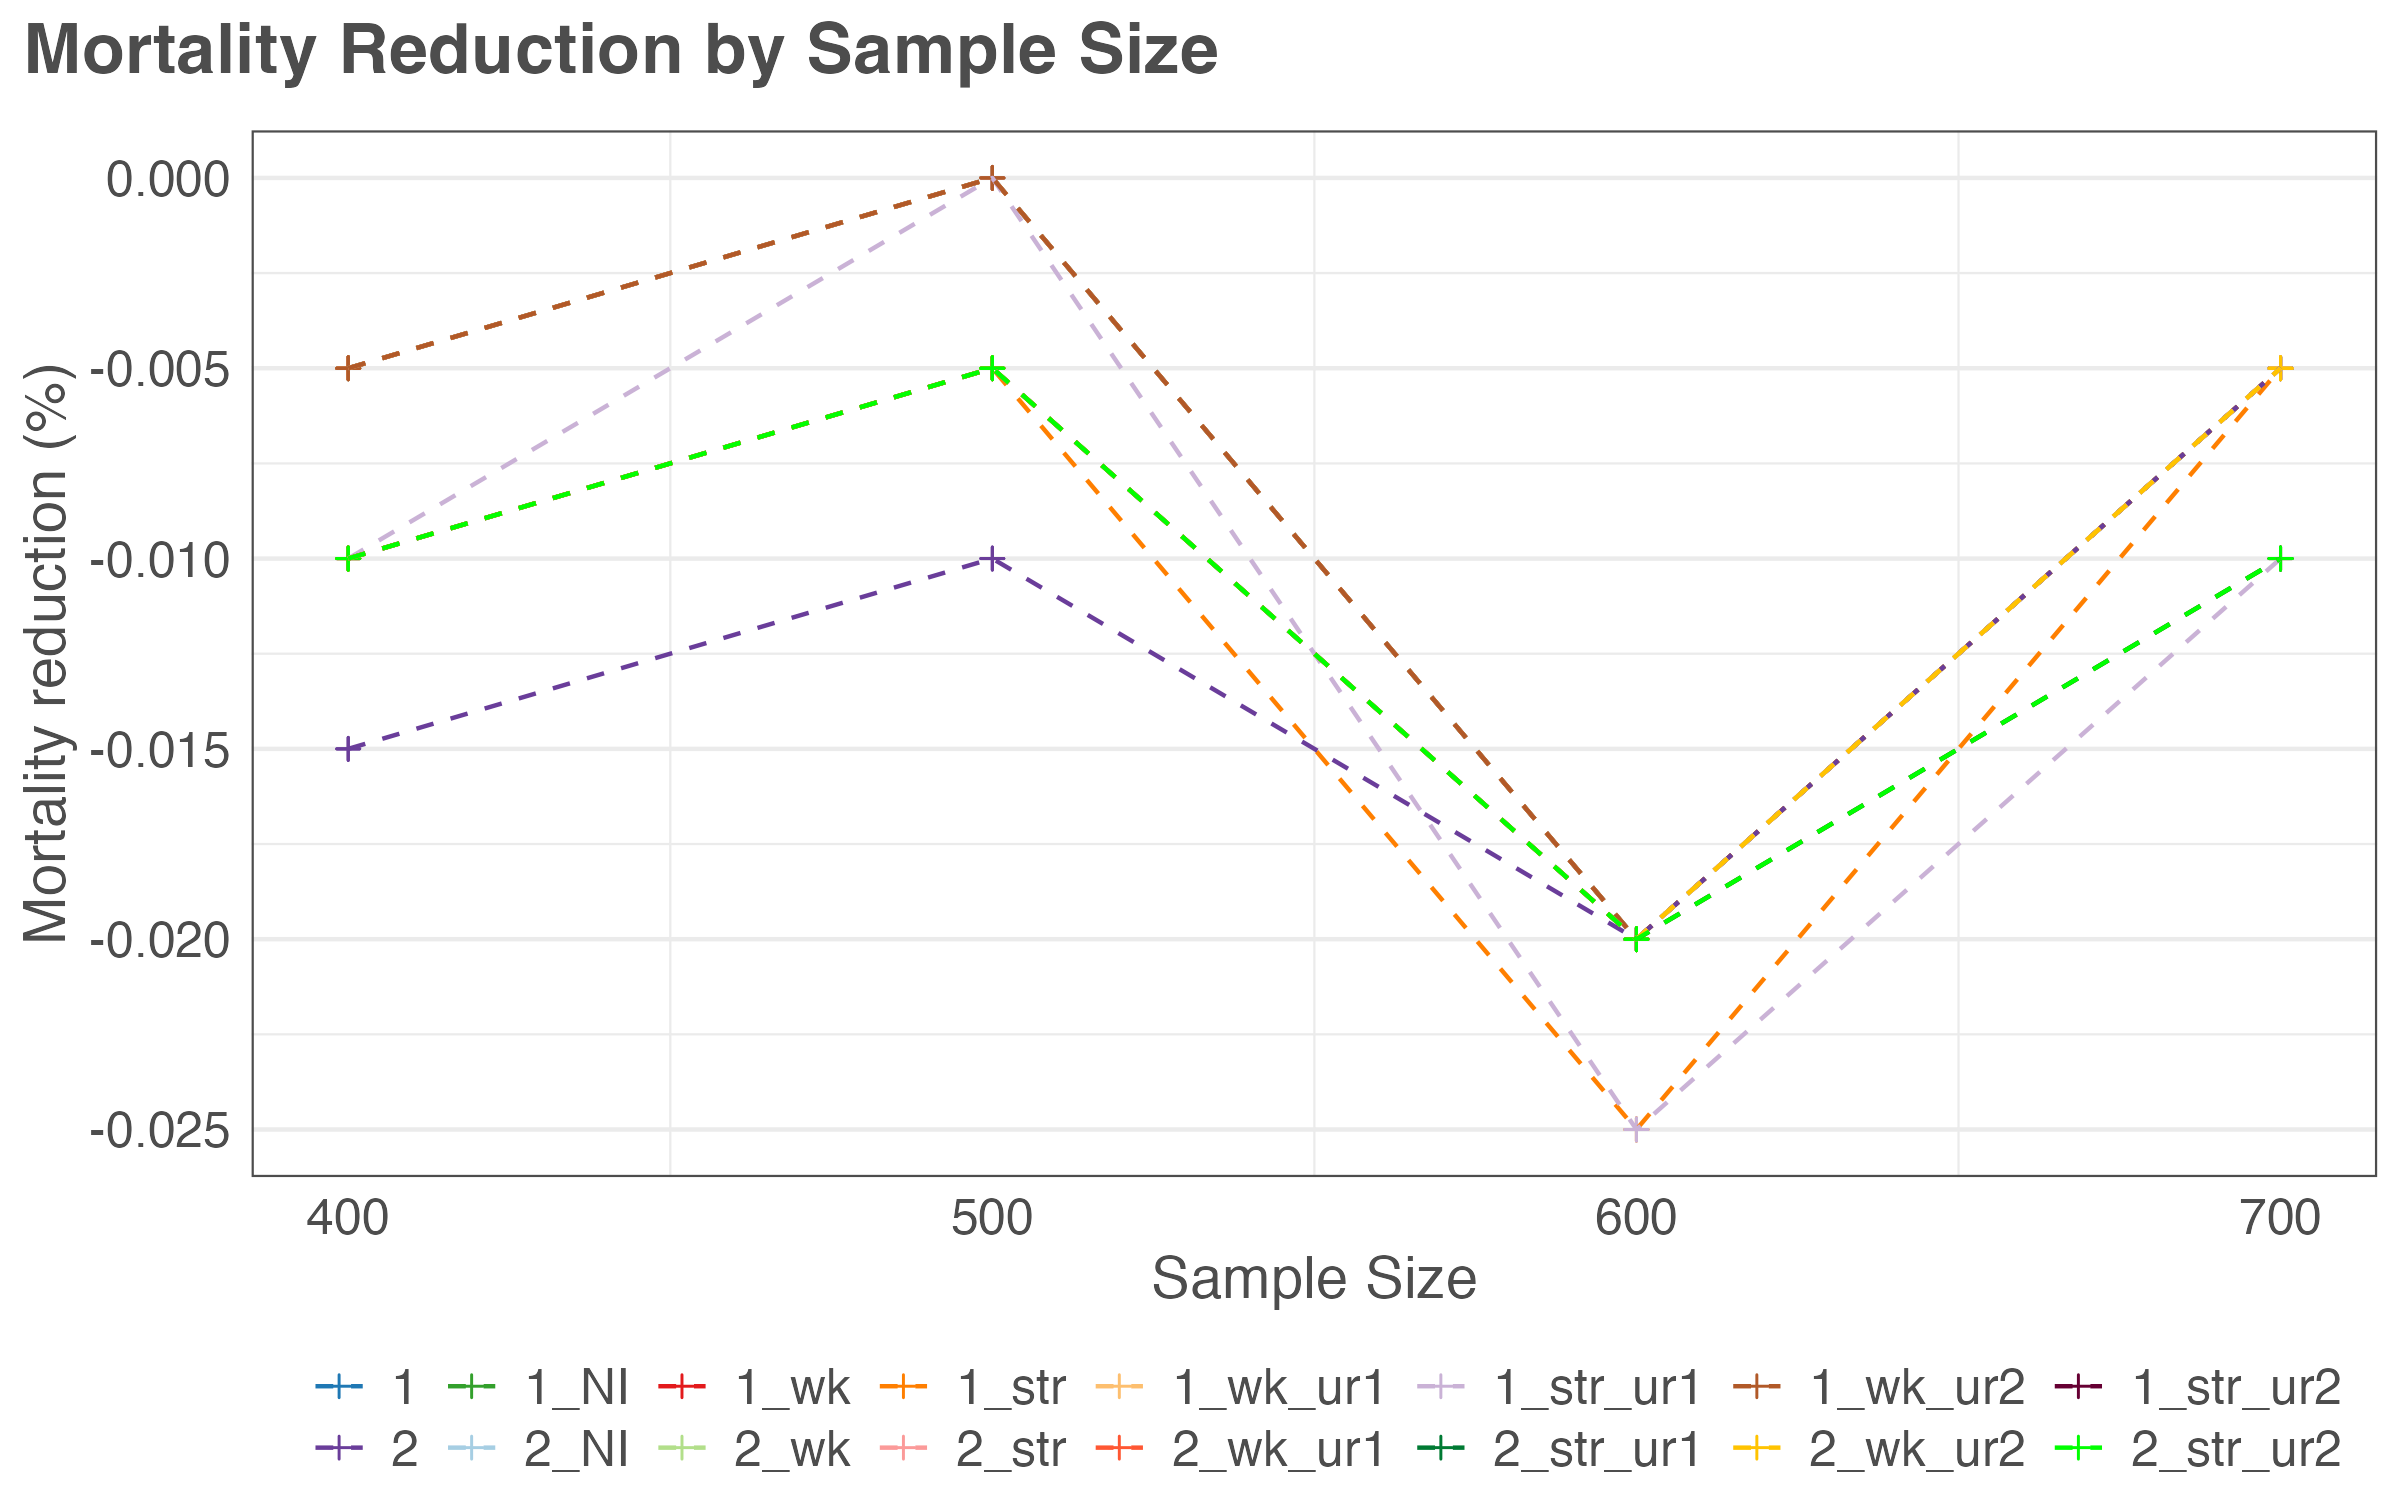 Mortality Reduction by Sample Size
Mortality reduction (%)
0.000
-0.005
-0.010
-0.015
-0.020
-0.025
400 500 600 700
Sample Size
1 1_NI 1_wk 1_str 1_wk_ur1 1_str_ur1 1_wk_ur2 1_str_ur2
2 2_NI 2_wk 2_str 2_wk_ur1 2_str_ur1 2_wk_ur2 2_str_ur2